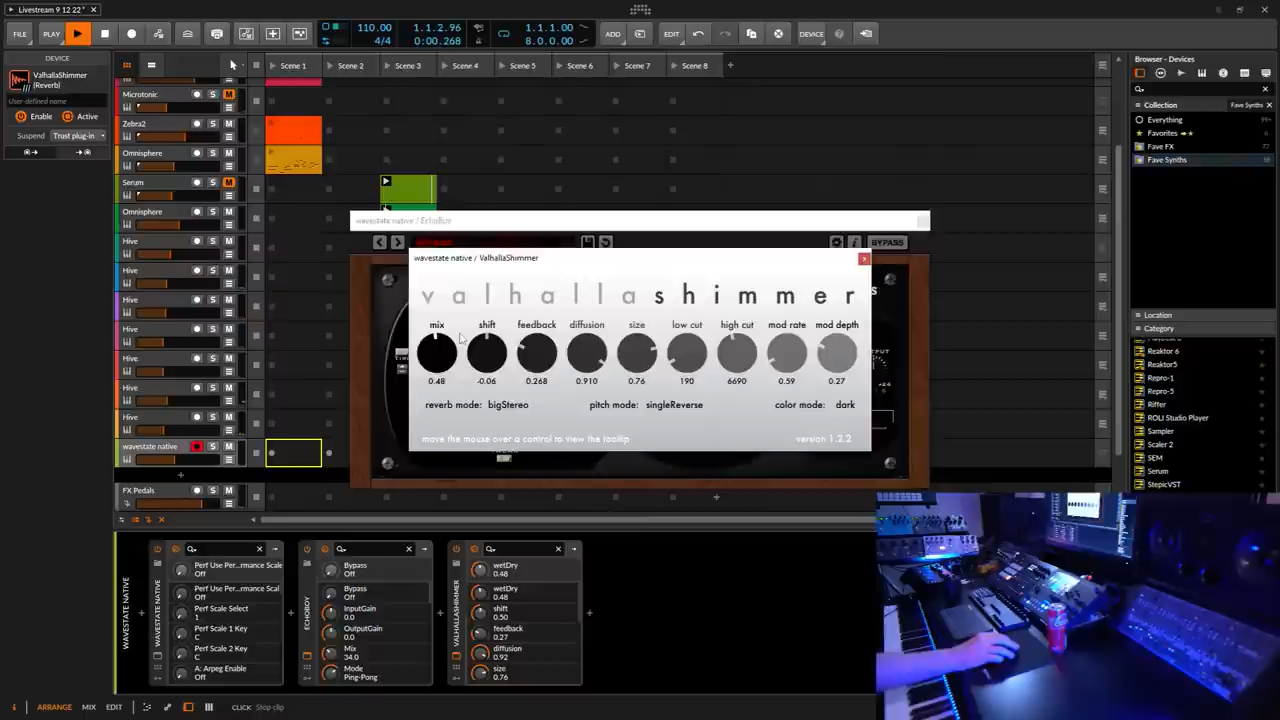 Livestream 9 12 22*
FILE
PLAY
110.00
4/4
1.1.2.96
0:00.268
1.1.1.00
8.0.0.00
ADD
EDIT
DEVICE
DEVICE
ValhallaShimmer
(Reverb)
User-defined name
Enable
Active
Suspend
Trust plug-in
Scene 1
Scene 2
Scene 3
Scene 4
Scene 5
Scene 6
Scene 7
Scene 8
Microtonic
S
M
Zebra2
S
M
Omnisphere
S
M
Serum
S
M
Omnisphere
S
M
Hive
S
M
Hive
S
M
Hive
S
M
Hive
S
M
Hive
S
M
Hive
S
M
Hive
S
M
wavestate native
S
M
FX Pedals
S
M
wavestate native / EchoBoy
BYPASS
wavestate native / ValhallaShimmer
valhallashimmer
mix
shift
feedback
diffusion
size
low cut
high cut
mod rate
mod depth
0.48
-0.06
0.268
0.910
0.76
190
6690
0.59
0.27
reverb mode: bigStereo
pitch mode: singleReverse
color mode: dark
move the mouse over a control to view the tooltip
version 1.2.2
Browser - Devices
Collection
Fave Synths
Everything
99+
Favorites
Fave FX
Fave Synths
Location
Category
Reaktor 6
Reaktor5
Repro-1
Repro-5
Riffer
ROLI Studio Player
Sampler
Scaler 2
SEM
Serum
StepicVST
WAVESTATE NATIVE
WAVESTATE NATIVE
Perf Use Per...rmance Scale
Off
Perf Use Per...rmance Scal
Off
Perf Scale Select
1
Perf Scale 1 Key
C
Perf Scale 2 Key
C
A: Arpeg Enable
Off
ECHOBOY
Bypass
Off
Bypass
Off
InputGain
0.0
OutputGain
0.0
Mix
34.0
Mode
Ping-Pong
VALHALLASHIMMER
wetDry
0.48
wetDry
0.48
shift
0.50
feedback
0.27
diffusion
0.92
size
0.76
ARRANGE
MIX
EDIT
CLICK
Stop clip